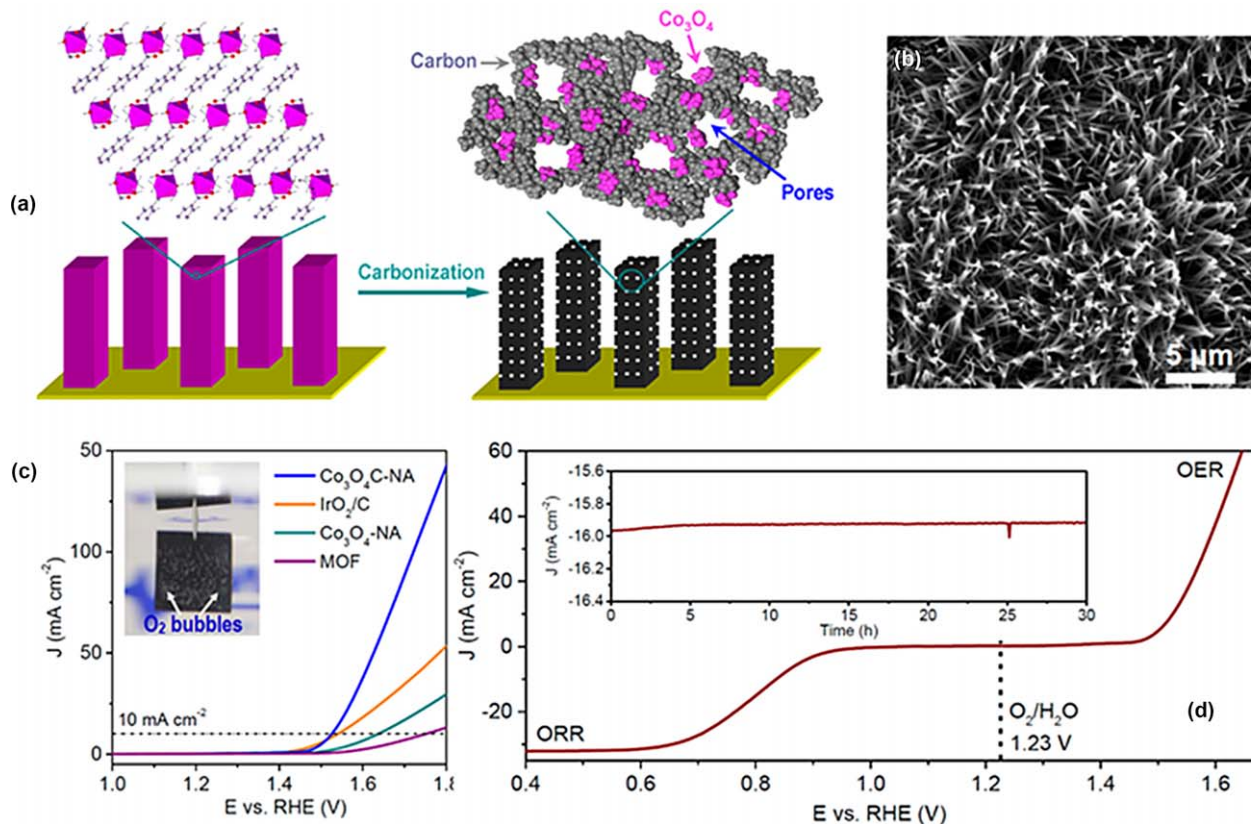 (a)
Carbon
Co₃O₄
Pores
Carbonization
(b)
5 µm
(c)
50
100
50
0
J (mA cm⁻²)
Co₃O₄C-NA
IrO₂/C
Co₃O₄-NA
MOF
O₂ bubbles
10 mA cm⁻²
1.0 1.2 1.4 1.6 1.8
E vs. RHE (V)
60
40
20
0
-20
J (mA cm⁻²)
-15.6
-15.8
-16.0
-16.2
-16.4
J (mA cm⁻²)
0 5 10 15 20 25 30
Time (h)
OER
ORR
O₂/H₂O
1.23 V
(d)
0.4 0.6 0.8 1.0 1.2 1.4 1.6
E vs. RHE (V)